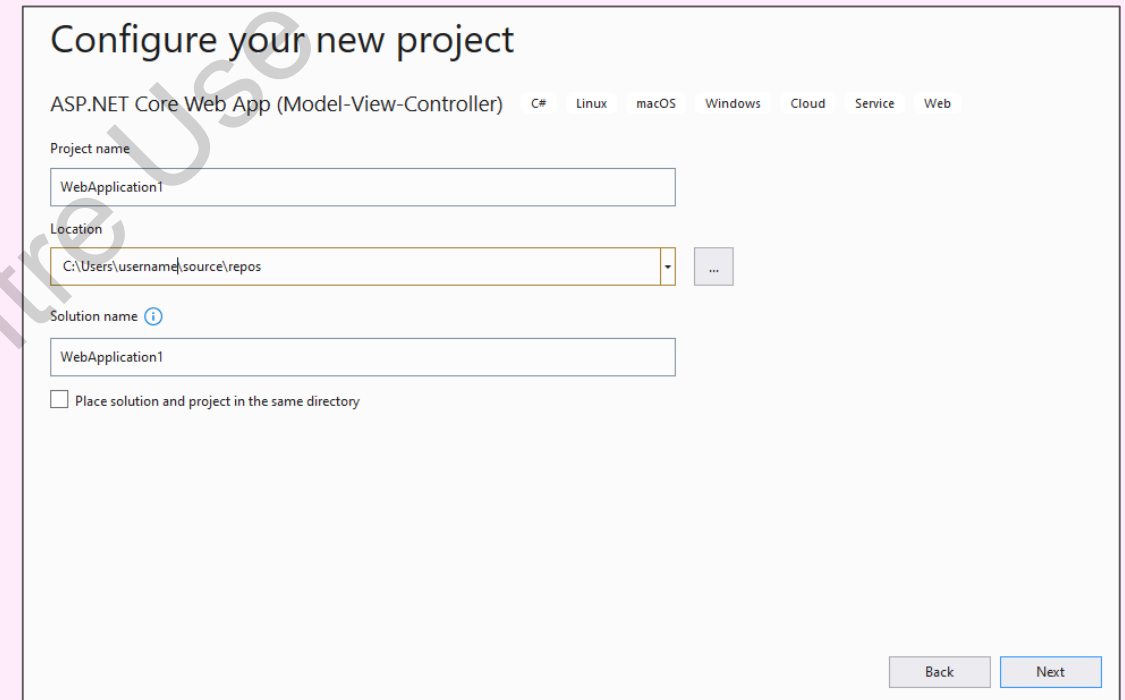 Configure your new project
ASP.NET Core Web App (Model-View-Controller) C# Linux macOS Windows Cloud Service Web
Project name
WebApplication1
Location
C:\Users\username\source\repos
...
Solution name
WebApplication1
Place solution and project in the same directory
Back Next
Use